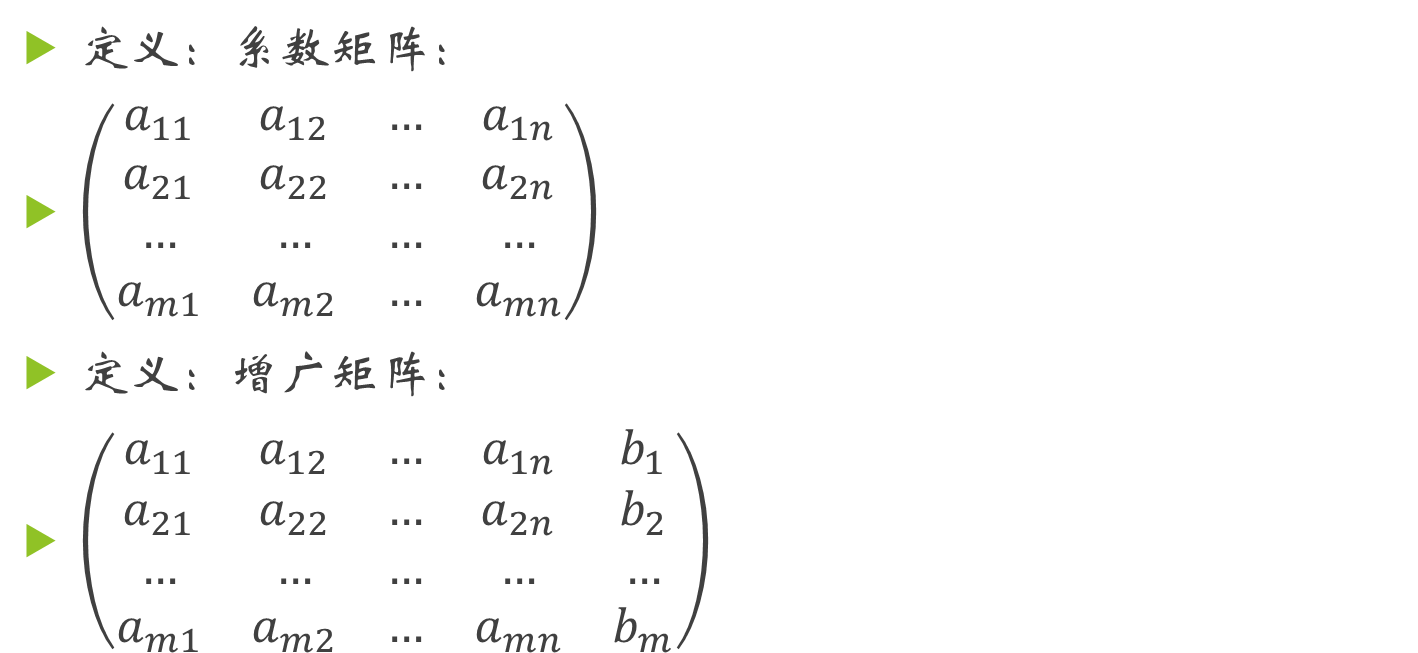 定义：系数矩阵：
a11 a12 … a1n
a21 a22 … a2n
… … … …
am1 am2 … amn
定义：增广矩阵：
a11 a12 … a1n b1
a21 a22 … a2n b2
… … … … …
am1 am2 … amn bm